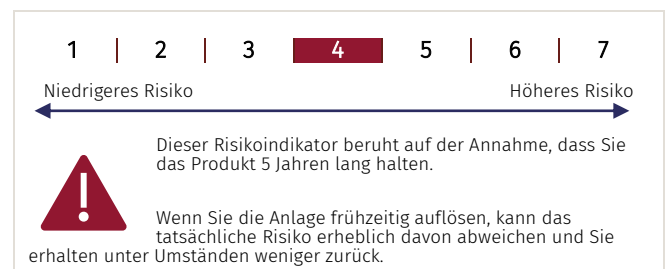 1 | 2 | 3 | 4 | 5 | 6 | 7
Niedrigeres Risiko Höheres Risiko
Dieser Risikoindikator beruht auf der Annahme, dass Sie
das Produkt 5 Jahren lang halten.
Wenn Sie die Anlage frühzeitig auflösen, kann das
tatsächliche Risiko erheblich davon abweichen und Sie
erhalten unter Umständen weniger zurück.